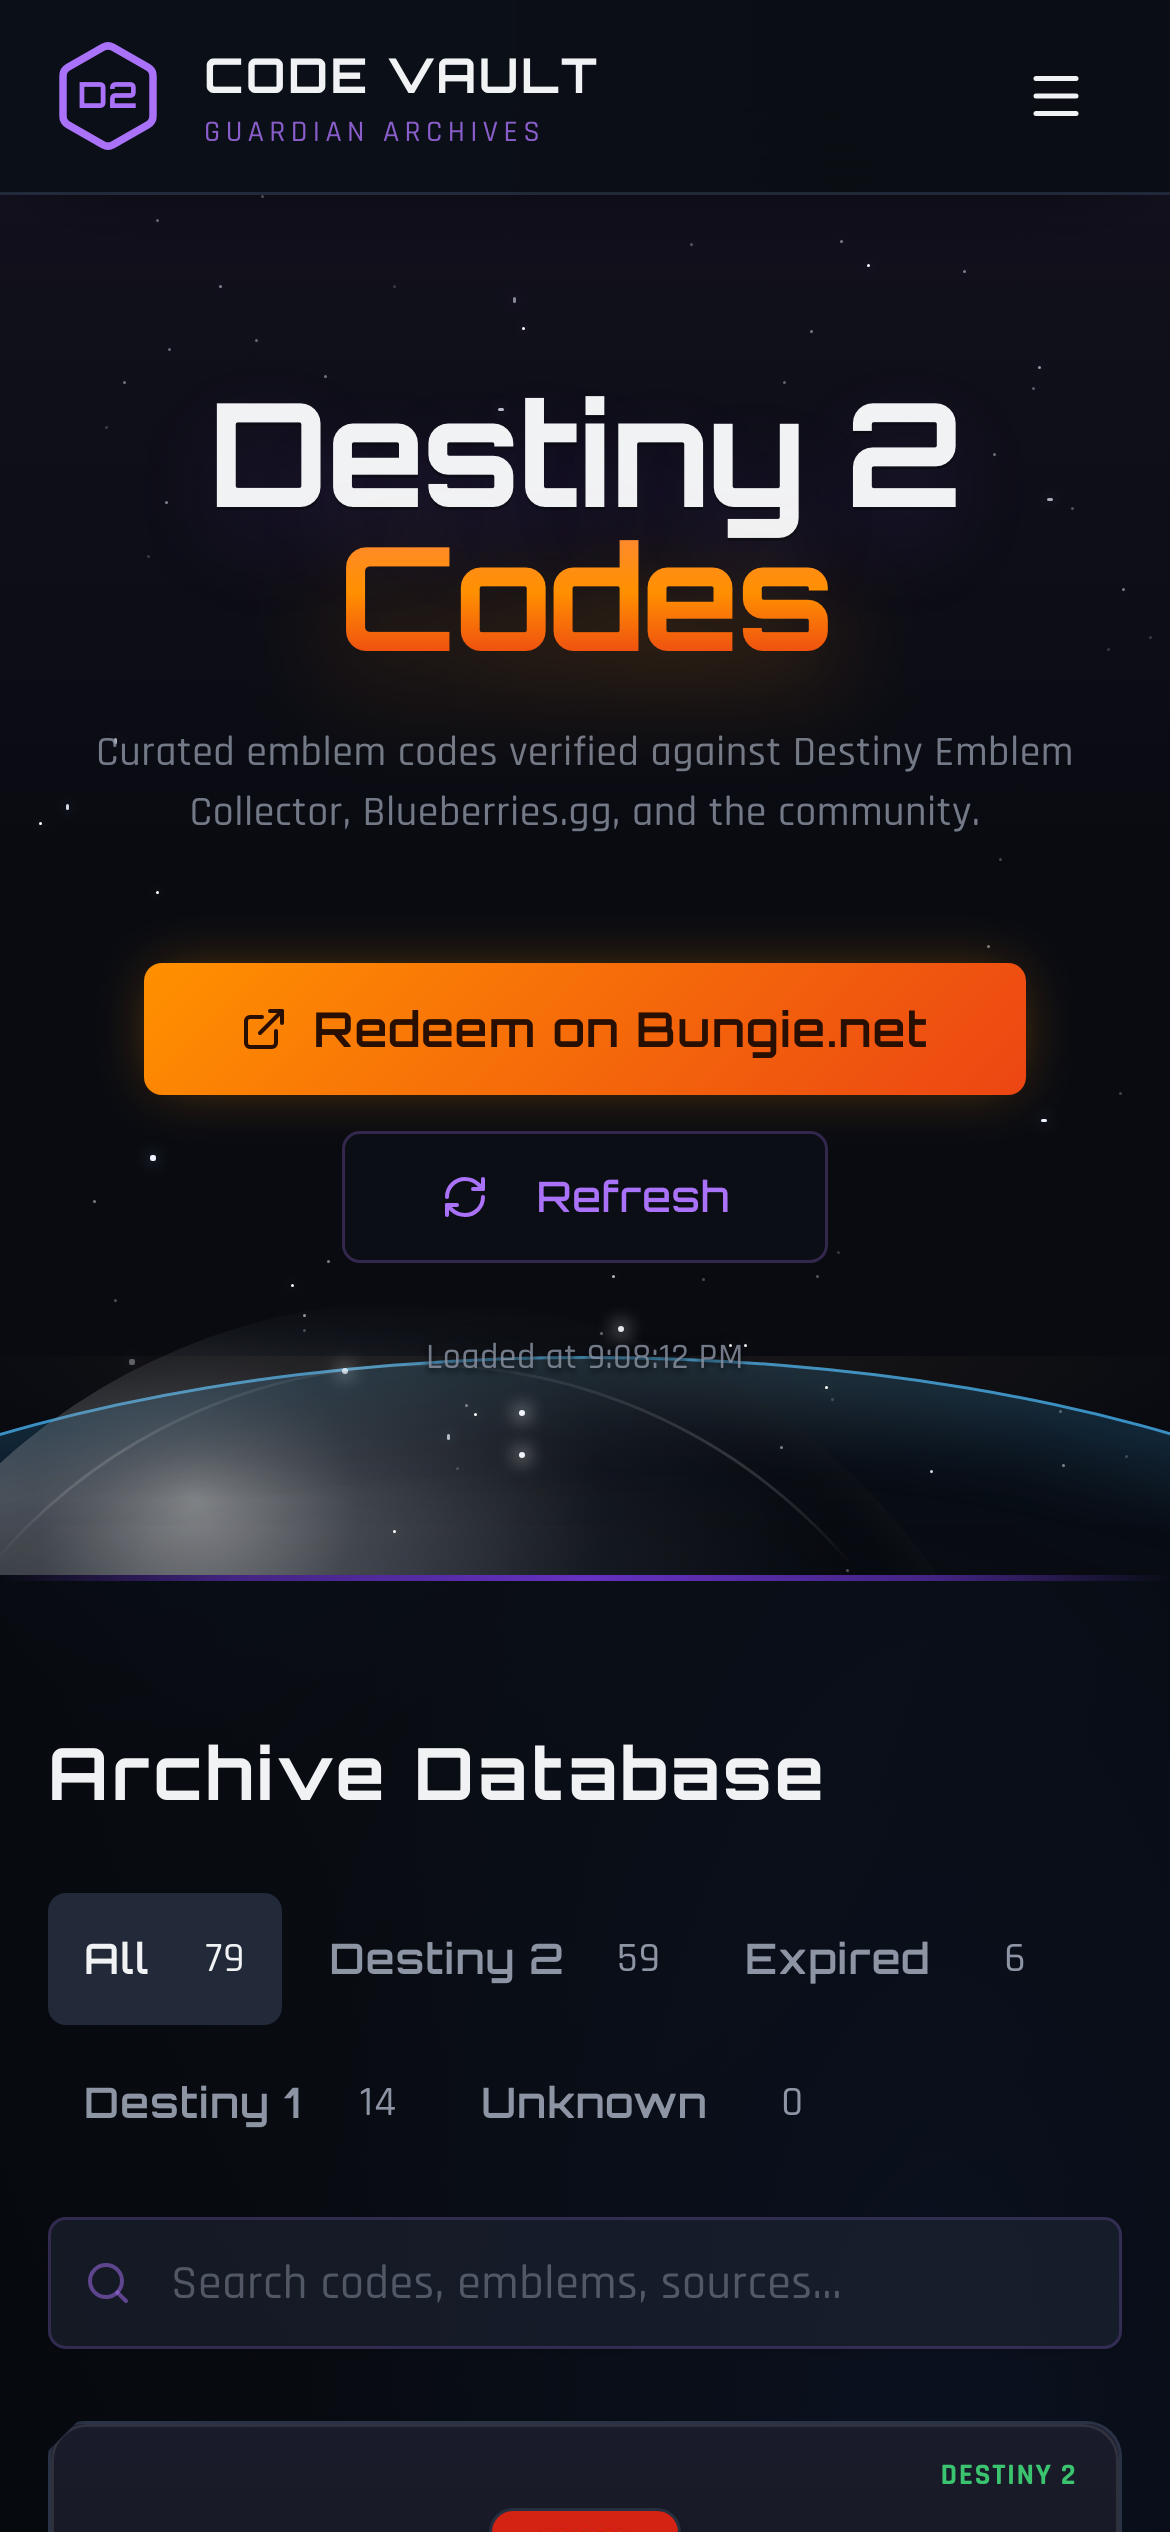 D2
CODE VAULT
GUARDIAN ARCHIVES
Destiny 2
Codes
Curated emblem codes verified against Destiny Emblem
Collector, Blueberries.gg, and the community.
Redeem on Bungie.net
Refresh
Loaded at 9:08:12 PM
Archive Database
All 79 Destiny 2 59 Expired 6
Destiny 1 14 Unknown 0
Search codes, emblems, sources...
DESTINY 2